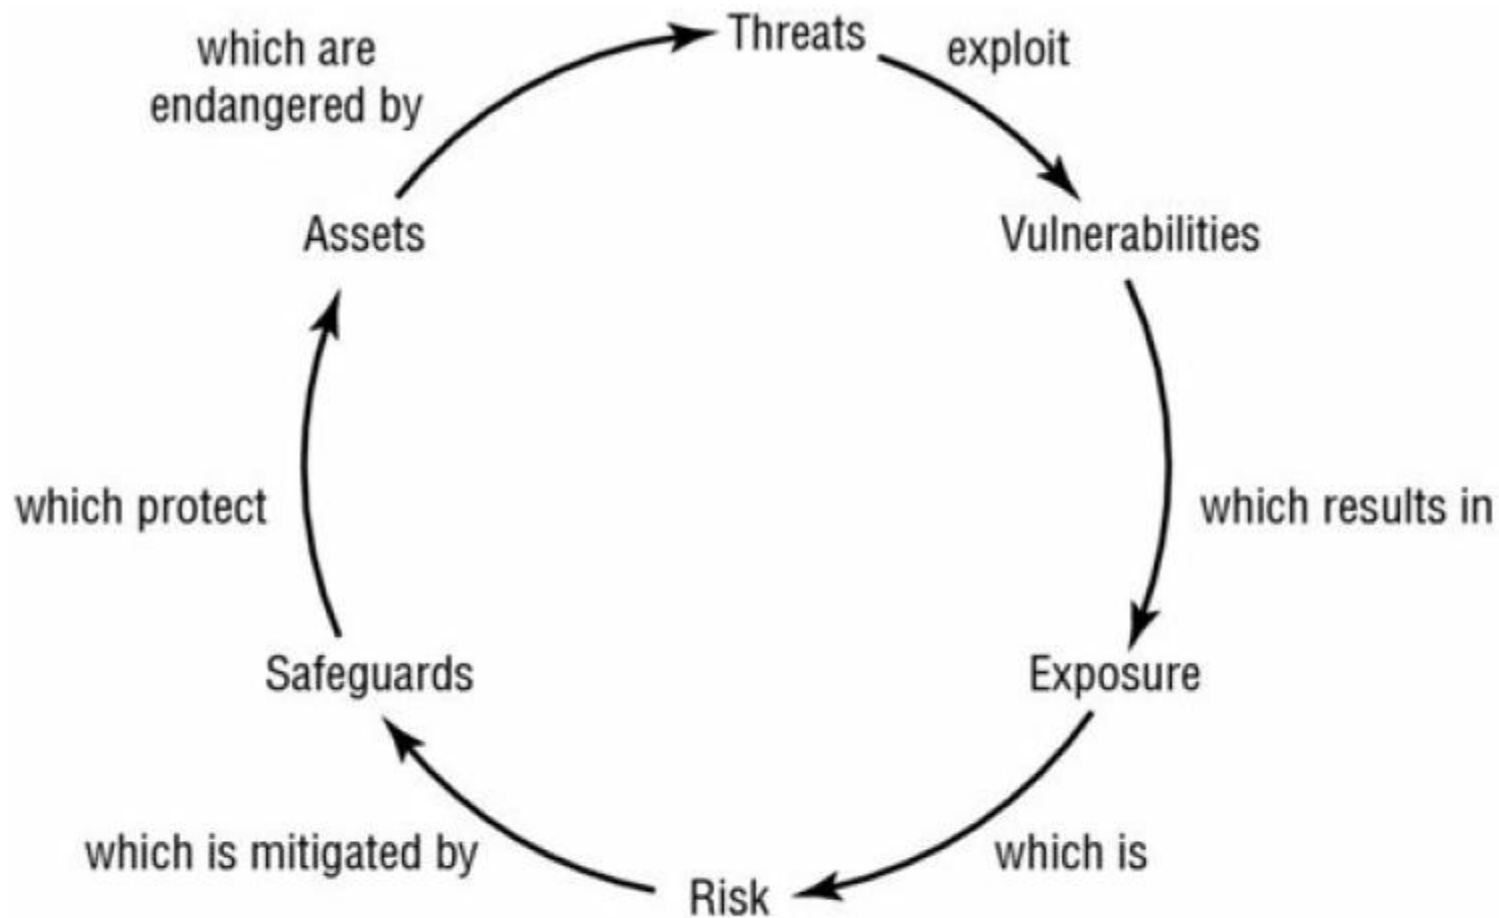 Threats
exploit
Vulnerabilities
which results in
Exposure
which is
Risk
which is mitigated by
Safeguards
which protect
Assets
which are
endangered by